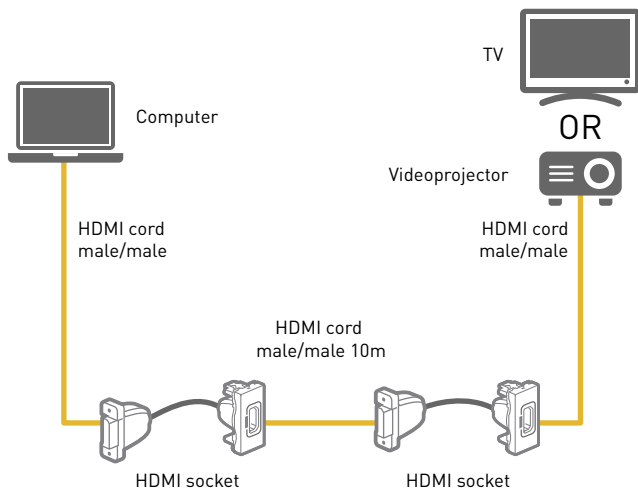 TV
Computer
OR
Videoprojector
HDMI cord
male/male
HDMI cord
male/male
HDMI cord
male/male 10m
HDMI socket
HDMI socket